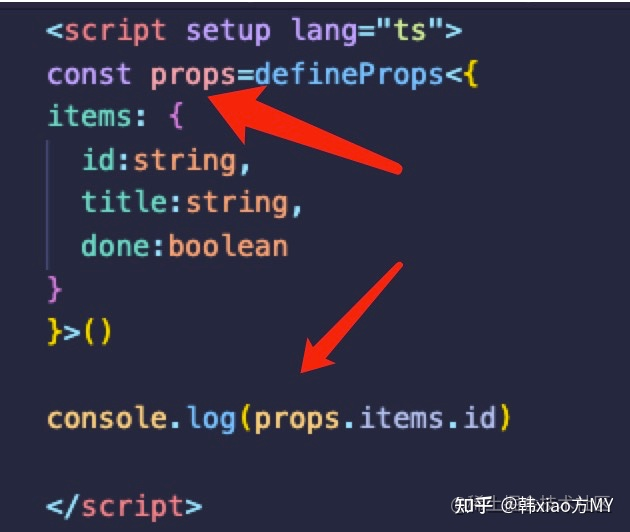 <script setup lang="ts">
const props=defineProps<{
items: {
id:string,
title:string,
done:boolean
}
}>()
console.log(props.items.id)
</script>
知乎 @韩xiao方MY